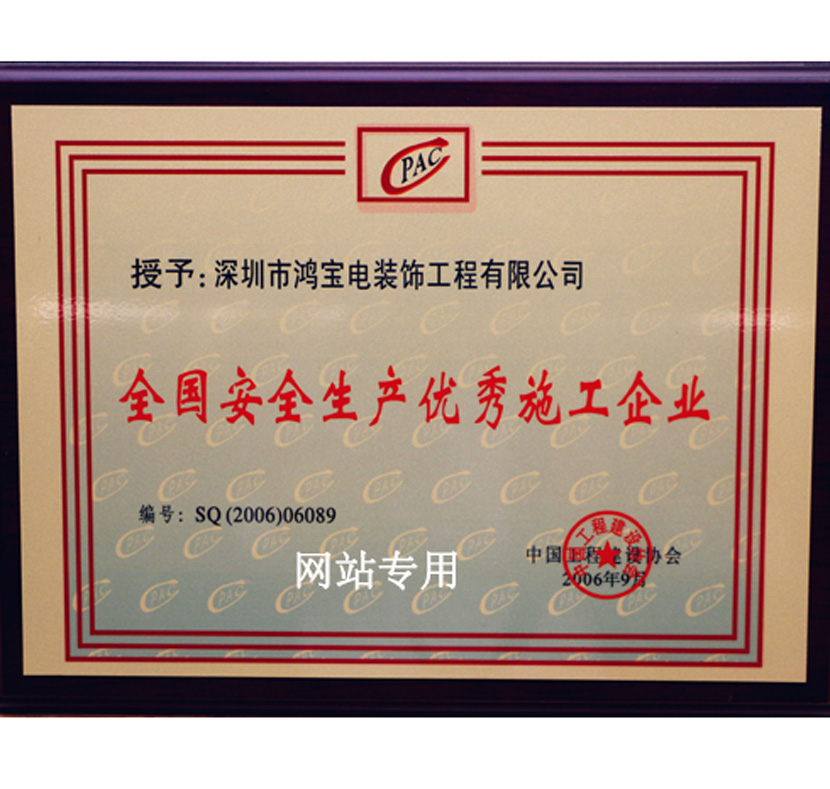 CPAC
授予：深圳市鸿宝电装饰工程有限公司
全国安全生产优秀施工企业
编号：SQ (2006)06089
中国工程建设协会
2006年9月
网站专用